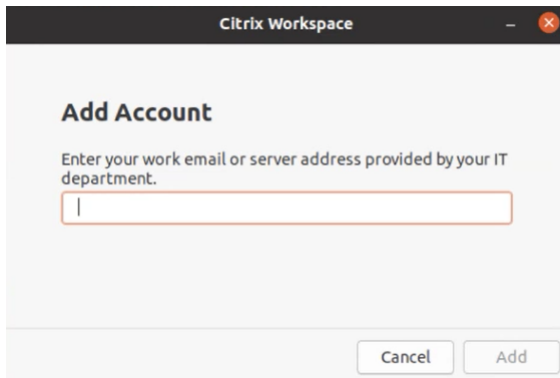 Citrix Workspace
Add Account
Enter your work email or server address provided by your IT
department.
Cancel
Add